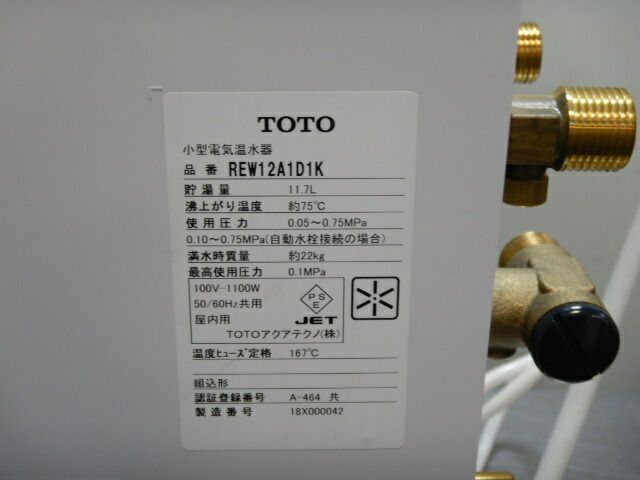 TOTO
小型電気温水器
品番 REW12A1D1K
貯湯量 11.7L
沸上がり温度 約75℃
使用圧力 0.05～0.75MPa
0.10～0.75MPa(自動水栓接続の場合)
満水時質量 約22kg
最高使用圧力 0.1MPa
100V-1100W
50/60Hz共用
屋内用
PSE
JET
TOTOアクアテクノ(株)
温度ﾋｭｰｽﾞ定格 167℃
組込形
認証登録番号 A-464 共
製造番号 18X000042